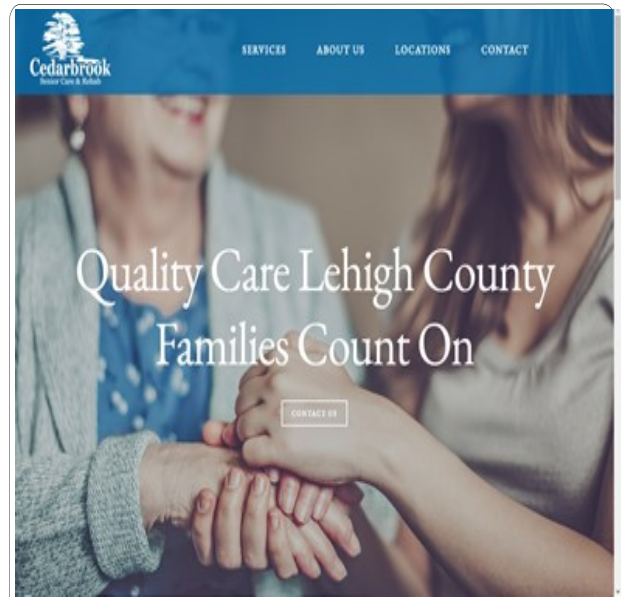 Cedarbrook
Senior Care & Rehab
SERVICES
ABOUT US
LOCATIONS
CONTACT
Quality Care Lehigh County
Families Count On
CONTACT US